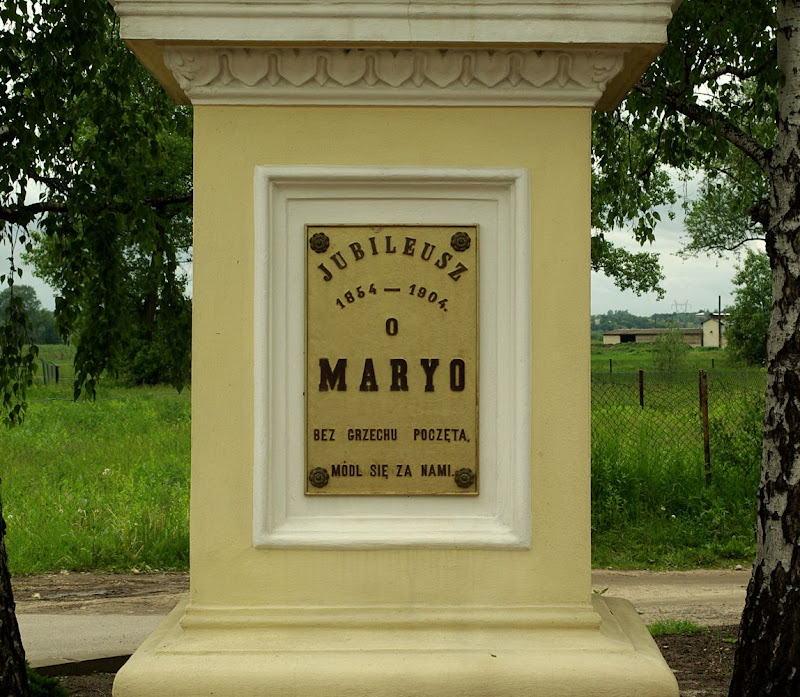 JUBILEUSZ
1854 — 1904.
O
MARYO
BEZ GRZECHU POCZĘTA,
MÓDL SIĘ ZA NAMI.